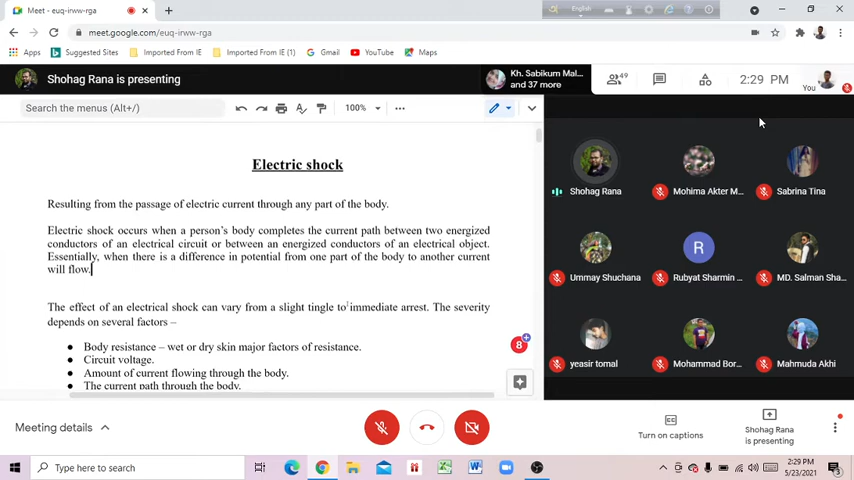 Meet - euq-irww-rga
English
meet.google.com/euq-irww-rga
Apps
Suggested Sites
Imported From IE
Imported From IE (1)
Gmail
YouTube
Maps
Shohag Rana is presenting
Kh. Sabikum Mal...
and 37 more
49
2:29 PM
You
Search the menus (Alt+/)
100%
Electric shock
Resulting from the passage of electric current through any part of the body.
Electric shock occurs when a person's body completes the current path between two energized
conductors of an electrical circuit or between an energized conductors of an electrical object.
Essentially, when there is a difference in potential from one part of the body to another current
will flow.
The effect of an electrical shock can vary from a slight tingle to immediate arrest. The severity
depends on several factors –
● Body resistance – wet or dry skin major factors of resistance.
● Circuit voltage.
● Amount of current flowing through the body.
● The current path through the body.
8
Shohag Rana
Mohima Akter M...
Sabrina Tina
Ummay Shuchana
R
Rubyat Sharmin ...
MD. Salman Sha...
yeasir tomal
Mohammad Bor...
Mahmuda Akhi
Meeting details
Turn on captions
Shohag Rana
is presenting
Type here to search
2:29 PM
5/23/2021
3